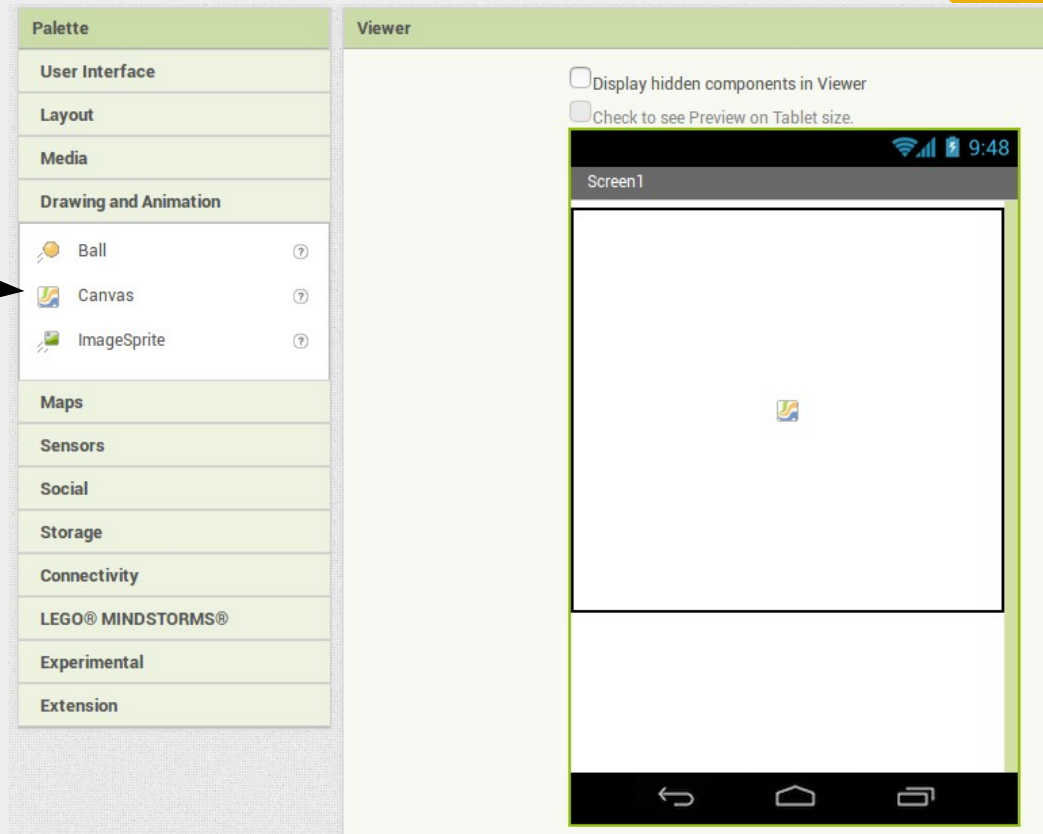 Palette
User Interface
Layout
Media
Drawing and Animation
Ball ?
Canvas ?
ImageSprite ?
Maps
Sensors
Social
Storage
Connectivity
LEGO® MINDSTORMS®
Experimental
Extension
Viewer
Display hidden components in Viewer
Check to see Preview on Tablet size.
9:48
Screen1